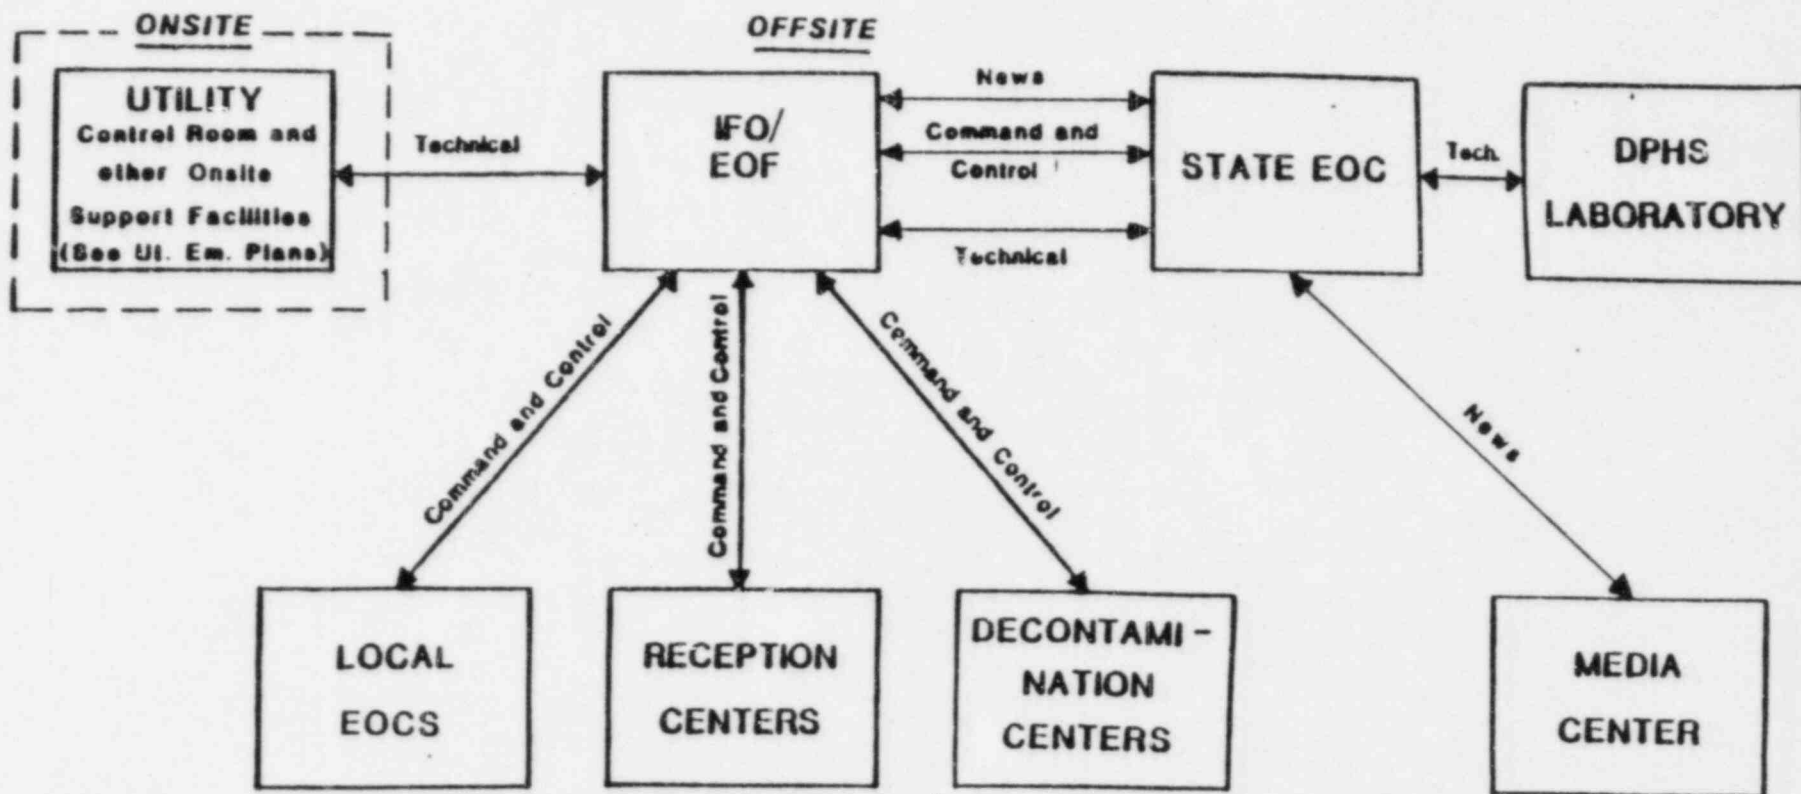 ONSITE
OFFSITE
UTILITY
Control Room and
other Onsite
Support Facilities
(See Ut. Em. Plans)
Technical
IFO/
EOF
News
Command and
Control
Technical
STATE EOC
Tech.
DPHS
LABORATORY
Command and Control
Command and Control
Command and Control
News
LOCAL
EOCS
RECEPTION
CENTERS
DECONTAMI-
NATION
CENTERS
MEDIA
CENTER